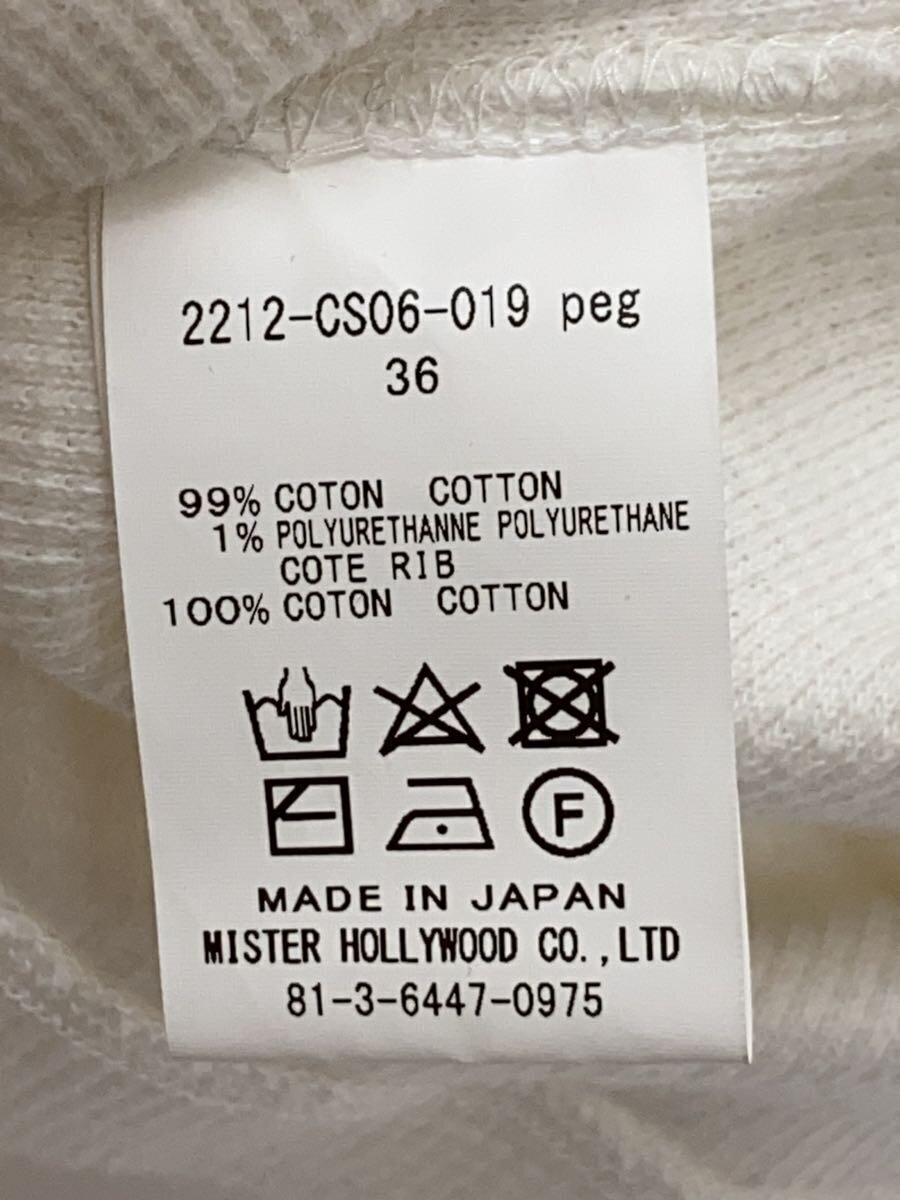 2212-CS06-019 peg
36
99% COTON COTTON
1% POLYURETHANNE POLYURETHANE
COTE RIB
100% COTON COTTON
F
MADE IN JAPAN
MISTER HOLLYWOOD CO.,LTD
81-3-6447-0975